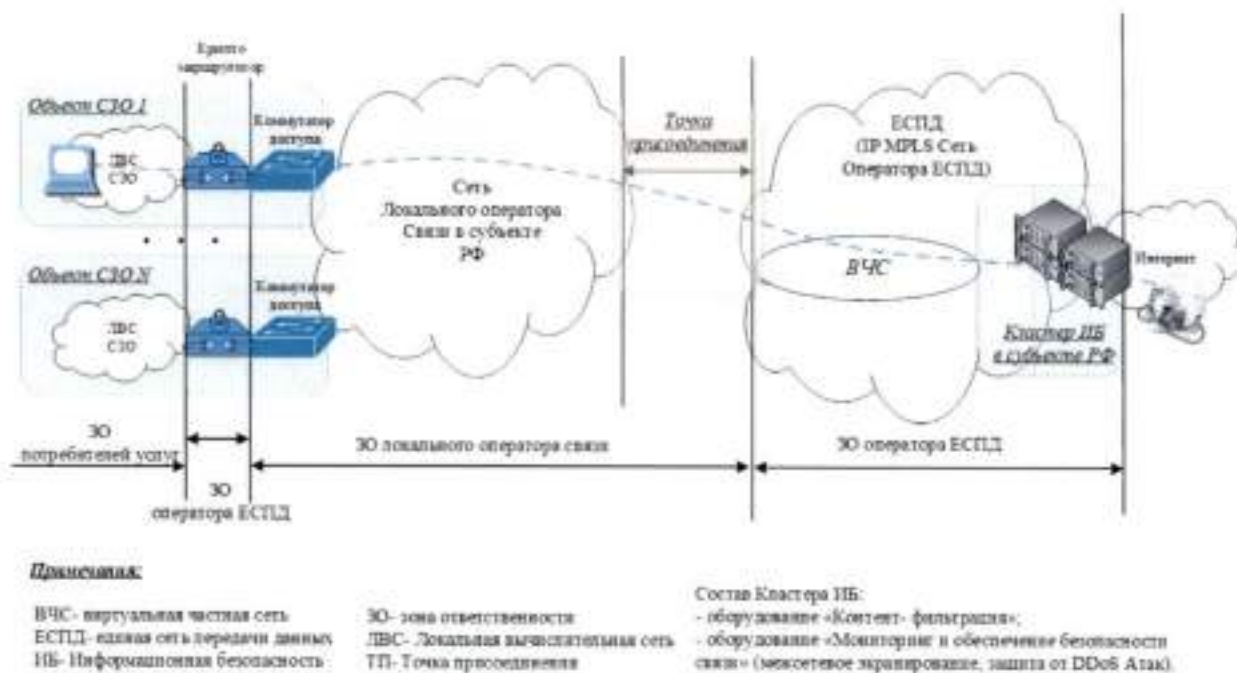 Крипто
маршрутизатор
Объект СЗО 1
ЛВС
СЗО
Коммутатор
доступа
Объект СЗО N
ЛВС
СЗО
Коммутатор
доступа
Сеть
Локального оператора
Связи в субъекте
РФ
Точка
присоединения
ЕСПД
(IP MPLS Сеть
Оператора ЕСПД)
ВЧС
Интернет
Кластер ИБ
в субъекте РФ
ЗО
потребителей услуг
ЗО
оператора ЕСПД
ЗО локального оператора связи
ЗО оператора ЕСПД
Примечания:
ВЧС- виртуальная частная сеть
ЕСПД- единая сеть передачи данных
ИБ- Информационная безопасность
ЗО- зона ответственности
ЛВС- Локальная вычислительная сеть
ТП- Точка присоединения
Состав Кластера ИБ:
- оборудование «Контент- фильтрация»;
- оборудование «Мониторинг и обеспечение безопасности
связи» (межсетевое экранирование, защита от DDoS Атак).